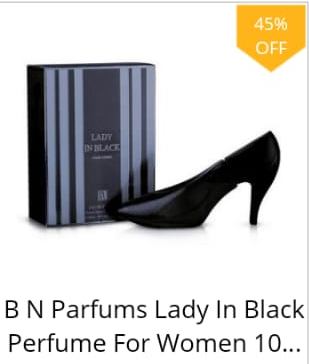 45%
OFF
LADY
IN BLACK
B N Parfums Lady In Black
Perfume For Women 10...